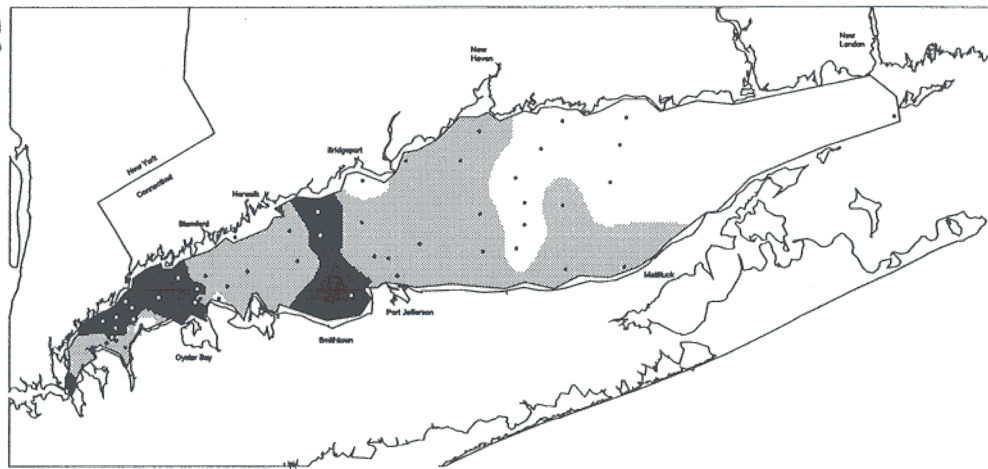 New
Haven
New
London
Bridgeport
New York
Connecticut
Norwalk
Stamford
Mattituck
Port Jefferson
Smithtown
Oyster Bay